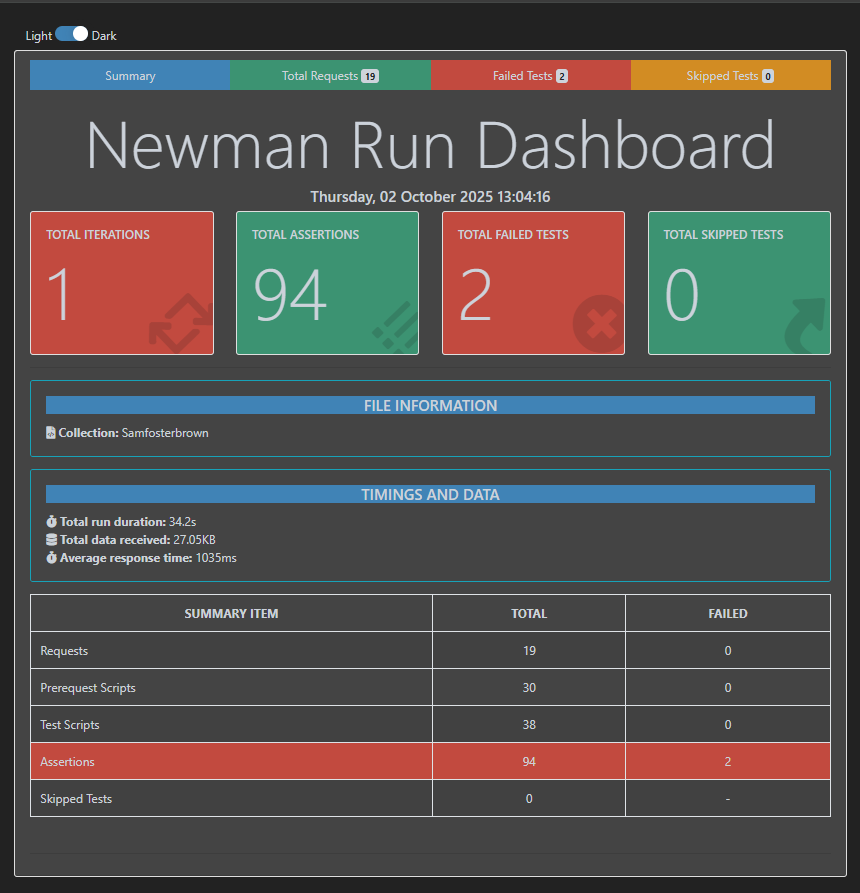 Light Dark
Summary Total Requests 19 Failed Tests 2 Skipped Tests 0
Newman Run Dashboard
Thursday, 02 October 2025 13:04:16
TOTAL ITERATIONS TOTAL ASSERTIONS TOTAL FAILED TESTS TOTAL SKIPPED TESTS
1 94 2 0
FILE INFORMATION
Collection: Samfosterbrown
TIMINGS AND DATA
Total run duration: 34.2s
Total data received: 27.05KB
Average response time: 1035ms
SUMMARY ITEM TOTAL FAILED
Requests 19 0
Prerequest Scripts 30 0
Test Scripts 38 0
Assertions 94 2
Skipped Tests 0 -